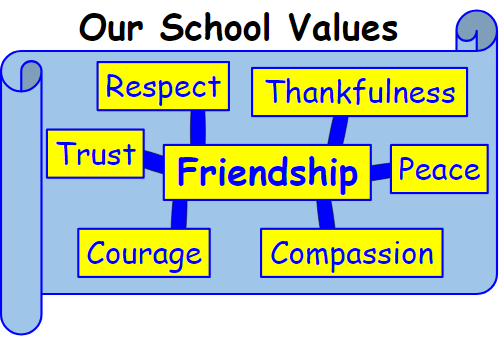 Our School Values
Respect
Thankfulness
Trust
Friendship
Peace
Courage
Compassion